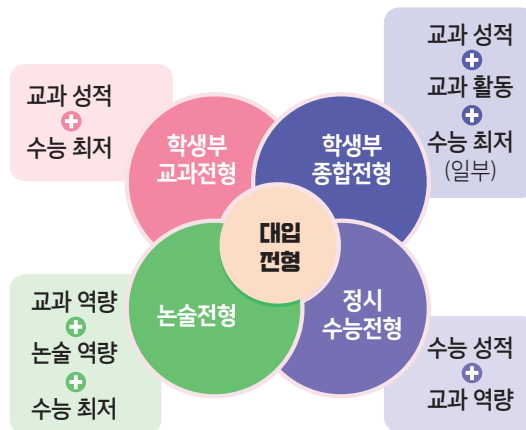 교과 성적
+
수능 최저
학생부
교과전형
학생부
종합전형
교과 성적
+
교과 활동
+
수능 최저
(일부)
대입
전형
교과 역량
+
논술 역량
+
수능 최저
논술전형
정시
수능전형
수능 성적
+
교과 역량